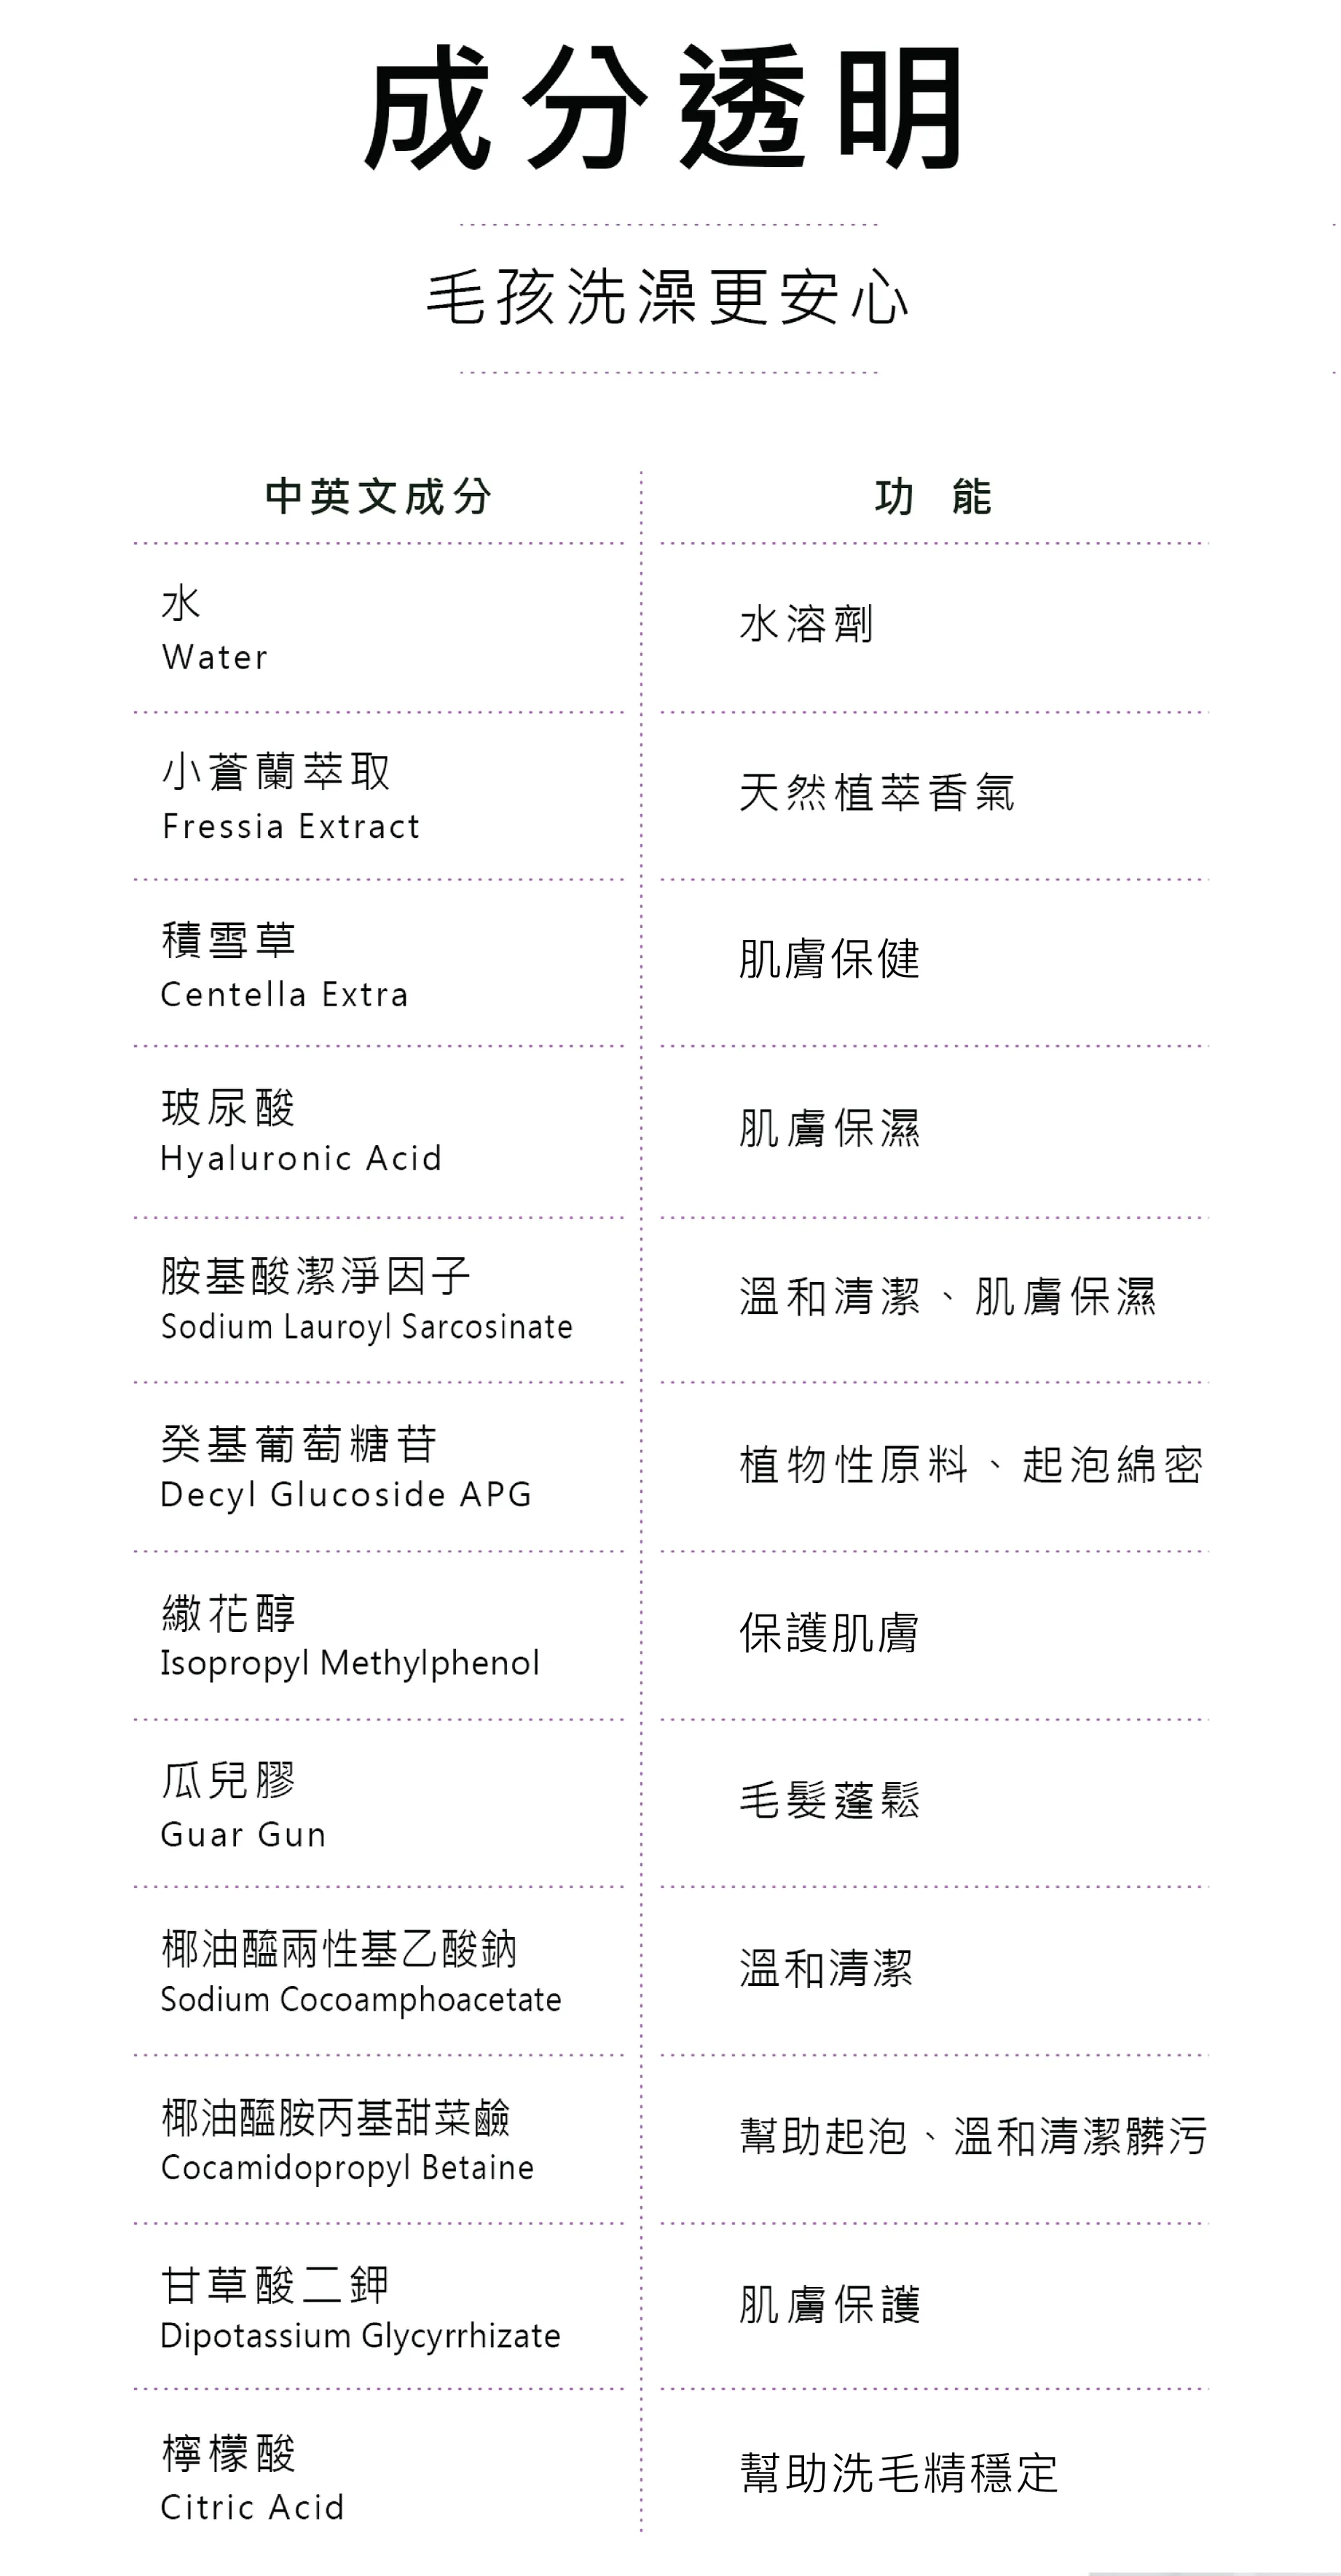 成分透明
毛孩洗澡更安心
中英文成分
功 能
水
Water
水溶劑
小蒼蘭萃取
Fressia Extract
天然植萃香氣
積雪草
Centella Extra
肌膚保健
玻尿酸
Hyaluronic Acid
肌膚保濕
胺基酸潔淨因子
Sodium Lauroyl Sarcosinate
溫和清潔、肌膚保濕
癸基葡萄糖苷
Decyl Glucoside APG
植物性原料、起泡綿密
繖花醇
Isopropyl Methylphenol
保護肌膚
瓜兒膠
Guar Gun
毛髮蓬鬆
椰油醯兩性基乙酸鈉
Sodium Cocoamphoacetate
溫和清潔
椰油醯胺丙基甜菜鹼
Cocamidopropyl Betaine
幫助起泡、溫和清潔髒污
甘草酸二鉀
Dipotassium Glycyrrhizate
肌膚保護
檸檬酸
Citric Acid
幫助洗毛精穩定